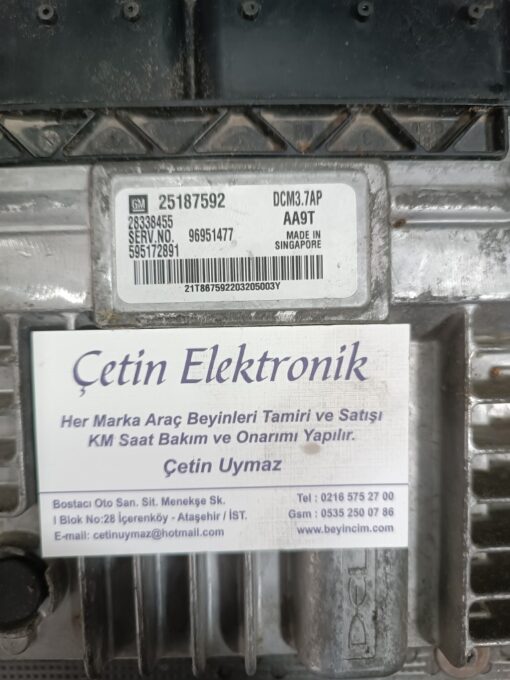 GM 25187592 DCM3.7AP
28338455 AA9T
SERV.NO. 96951477 MADE IN
595172891 SINGAPORE
21T867592203205003Y
Çetin Elektronik
Her Marka Araç Beyinleri Tamiri ve Satışı
KM Saat Bakım ve Onarımı Yapılır.
Çetin Uymaz
Bostacı Oto San. Sit. Menekşe Sk.
I Blok No:28 İçerenköy - Ataşehir / İST.
E-mail: cetinuymaz@hotmail.com
Tel : 0216 575 27 00
Gsm : 0535 250 07 86
www.beyincim.com